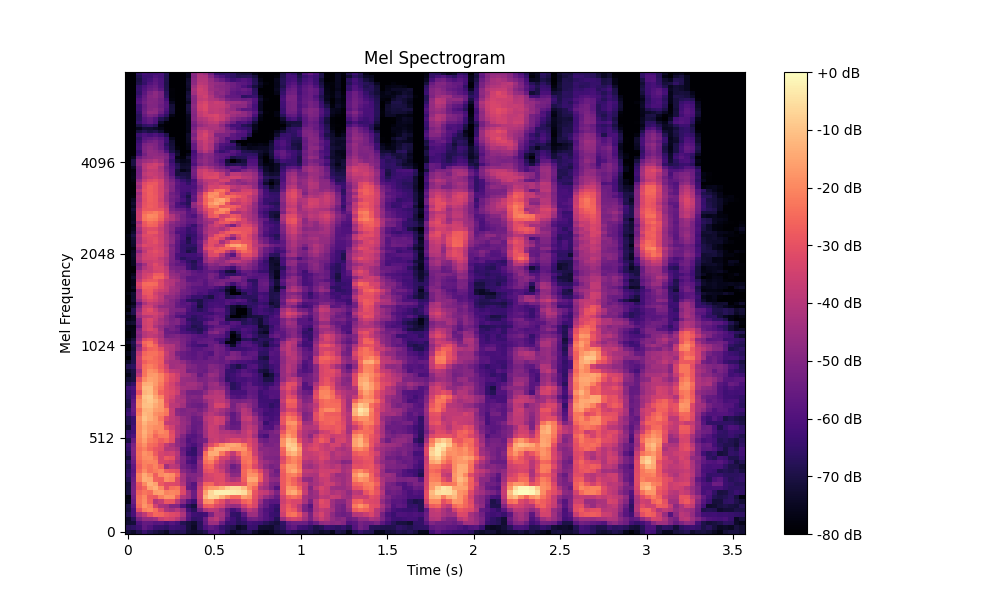 Mel Spectrogram
+0 dB
-10 dB
-20 dB
-30 dB
-40 dB
-50 dB
-60 dB
-70 dB
-80 dB
Mel Frequency
4096
2048
1024
512
0
0
0.5
1
1.5
2
2.5
3
3.5
Time (s)